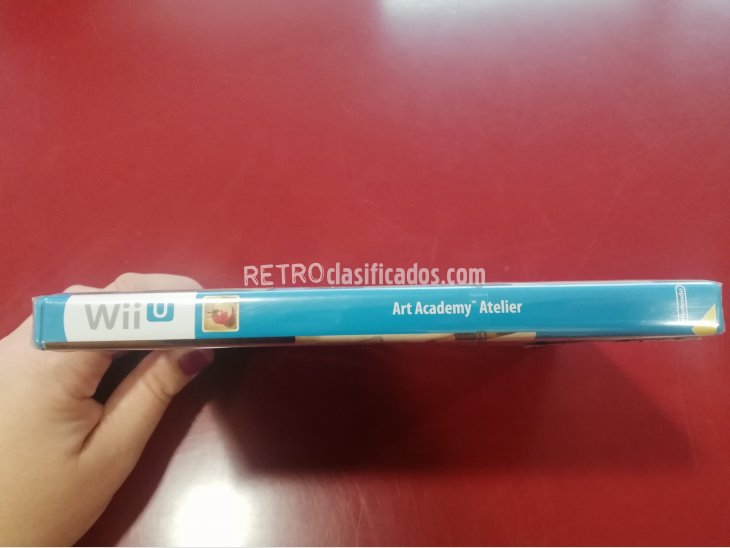 RETROclasificados.com
Wii U
Art Academy™ Atelier
Nintendo